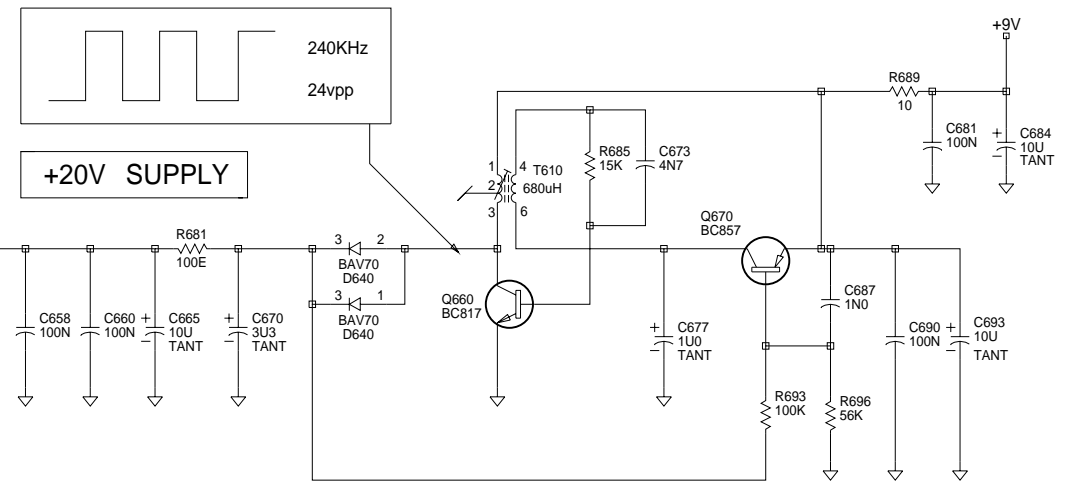 240KHz
24vpp
+20V SUPPLY
+9V
R689
10
C681
100N
+
C684
10U
TANT
−
1
4
T610
2
680uH
3
6
R685
15K
C673
4N7
Q670
BC857
R681
100E
3
2
BAV70
D640
3
1
BAV70
D640
Q660
BC817
C687
1N0
C658
100N
C660
100N
+
C665
10U
TANT
−
+
C670
3U3
TANT
−
+
C677
1U0
TANT
−
C690
100N
+
C693
10U
TANT
−
R693
100K
R696
56K